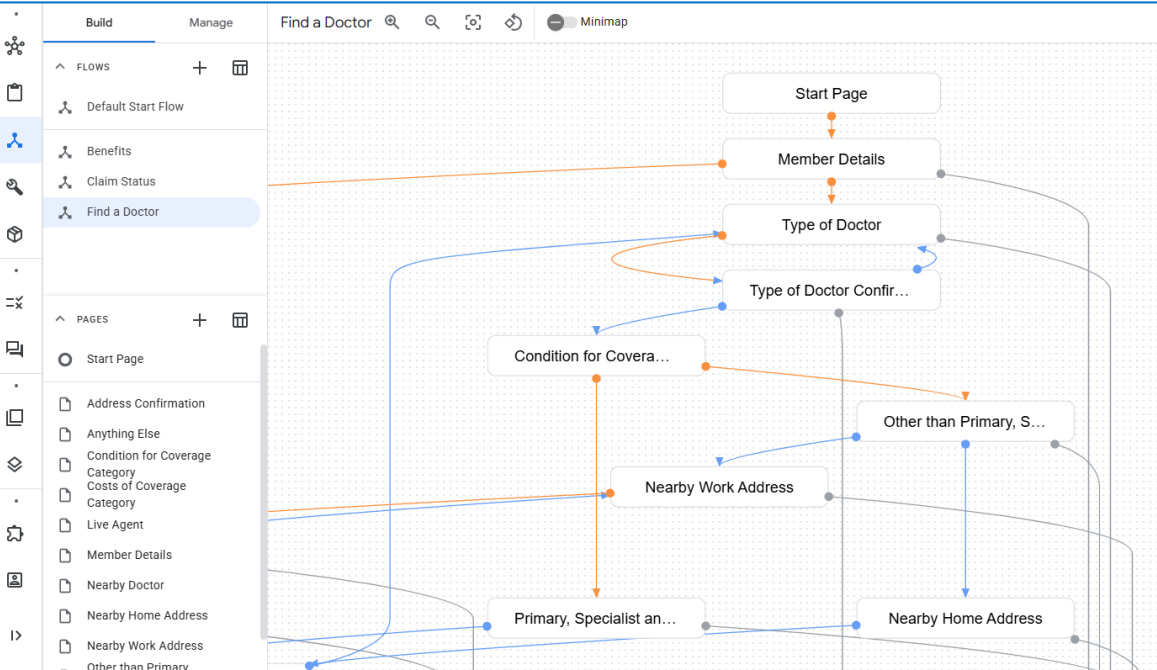 Build
Manage
Find a Doctor
Minimap
FLOWS
Default Start Flow
Benefits
Claim Status
Find a Doctor
PAGES
Start Page
Address Confirmation
Anything Else
Condition for Coverage
Category
Costs of Coverage
Category
Live Agent
Member Details
Nearby Doctor
Nearby Home Address
Nearby Work Address
Other than Primary
Start Page
Member Details
Type of Doctor
Type of Doctor Confir…
Condition for Covera…
Other than Primary, S…
Nearby Work Address
Primary, Specialist an…
Nearby Home Address